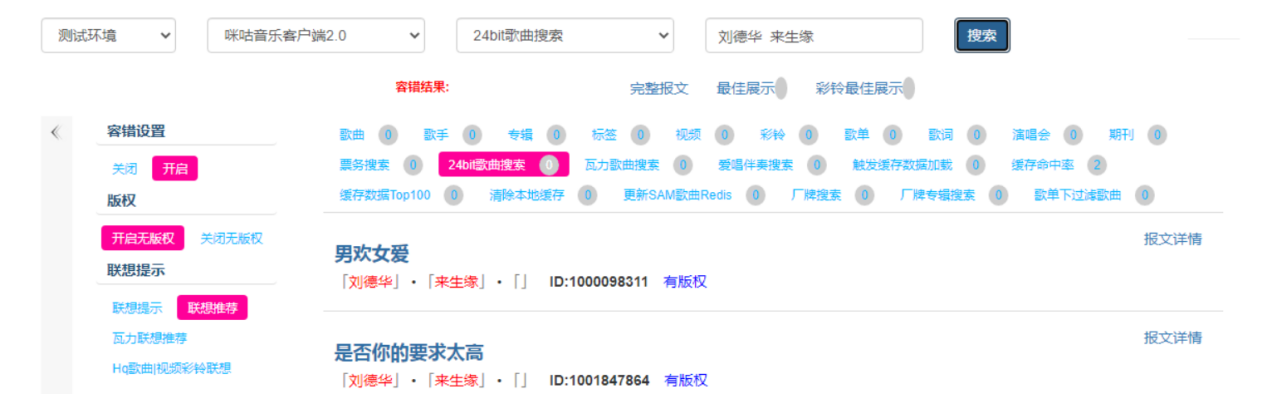 测试环境 咪咕音乐客户端2.0 24bit歌曲搜索 刘德华 来生缘 搜索
容错结果: 完整报文 最佳展示 彩铃最佳展示
容错设置
关闭 开启
版权
开启无版权 关闭无版权
联想提示
联想提示 联想推荐
瓦力联想推荐
Hq歌曲|视频彩铃联想
歌曲 0 歌手 0 专辑 0 标签 0 视频 0 彩铃 0 歌单 0 歌词 0 演唱会 0 期刊 0
票务搜索 0 24bit歌曲搜索 0 瓦力歌曲搜索 0 爱唱伴奏搜索 0 触发缓存数据加载 0 缓存命中率 2
缓存数据Top100 0 清除本地缓存 0 更新SAM歌曲Redis 0 厂牌搜索 0 厂牌专辑搜索 0 歌单下过滤歌曲 0
报文详情
男欢女爱
「刘德华」 · 「来生缘」 · 「」 ID:1000098311 有版权
报文详情
是否你的要求太高
「刘德华」 · 「来生缘」 · 「」 ID:1001847864 有版权